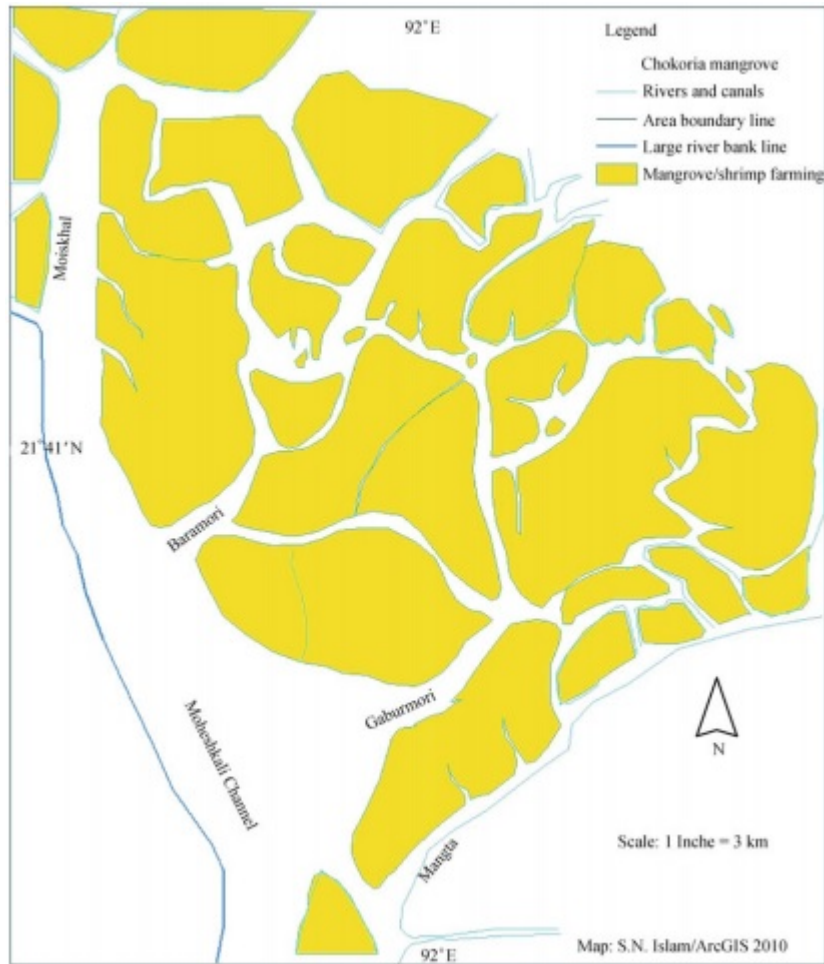 92°E
Legend
Chokoria mangrove
Rivers and canals
Area boundary line
Large river bank line
Mangrove/shrimp farming
Moiskhal
21°41'N
Baramori
Gaburmori
Moheshkali Channel
N
Scale: 1 Inche = 3 km
Mangta
92°E
Map: S.N. Islam/ArcGIS 2010